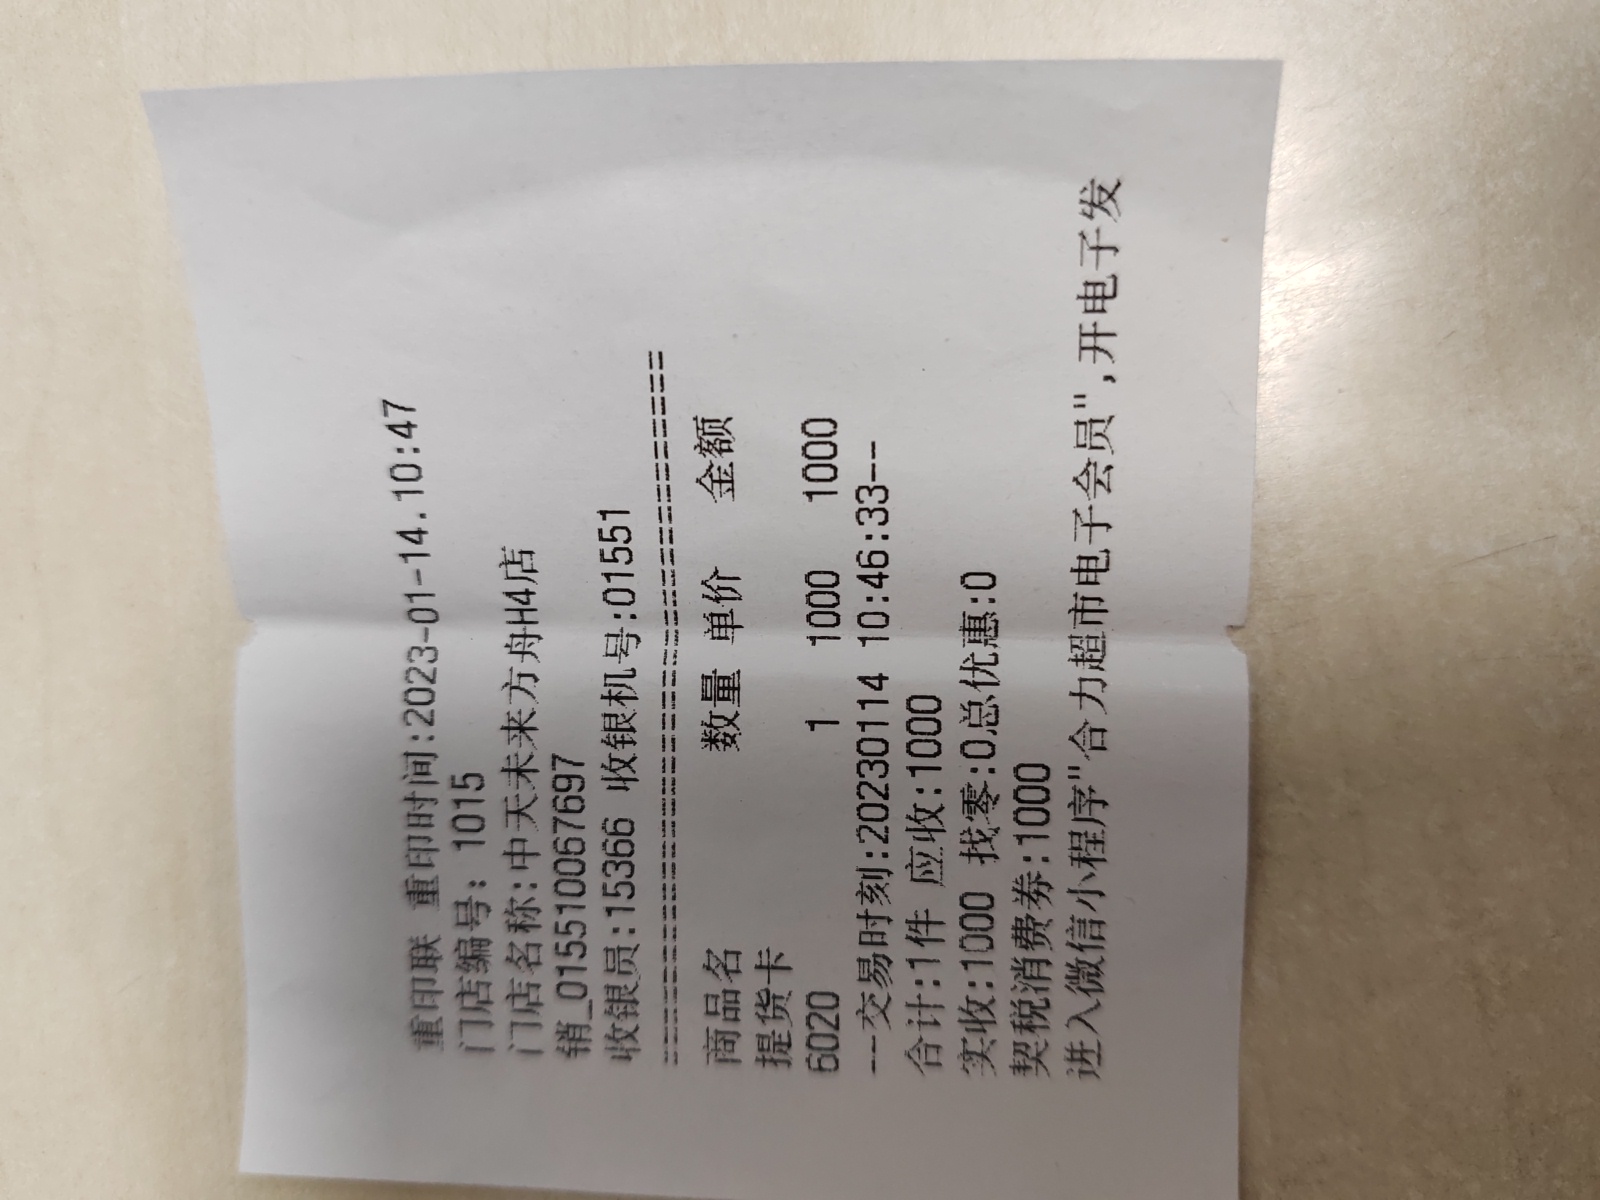 重印联 重印时间:2023-01-14.10:47
门店编号: 1015
门店名称:中天未来方舟H4店
销_015510067697
收银员:15366 收银机号:01551
==========================================
商品名 数量 单价 金额
提货卡
6020 1 1000 1000
--交易时刻:20230114 10:46:33--
合计:1件 应收:1000
实收:1000 找零:0总优惠:0
契税消费券:1000
进入微信小程序"合力超市电子会员",开电子发